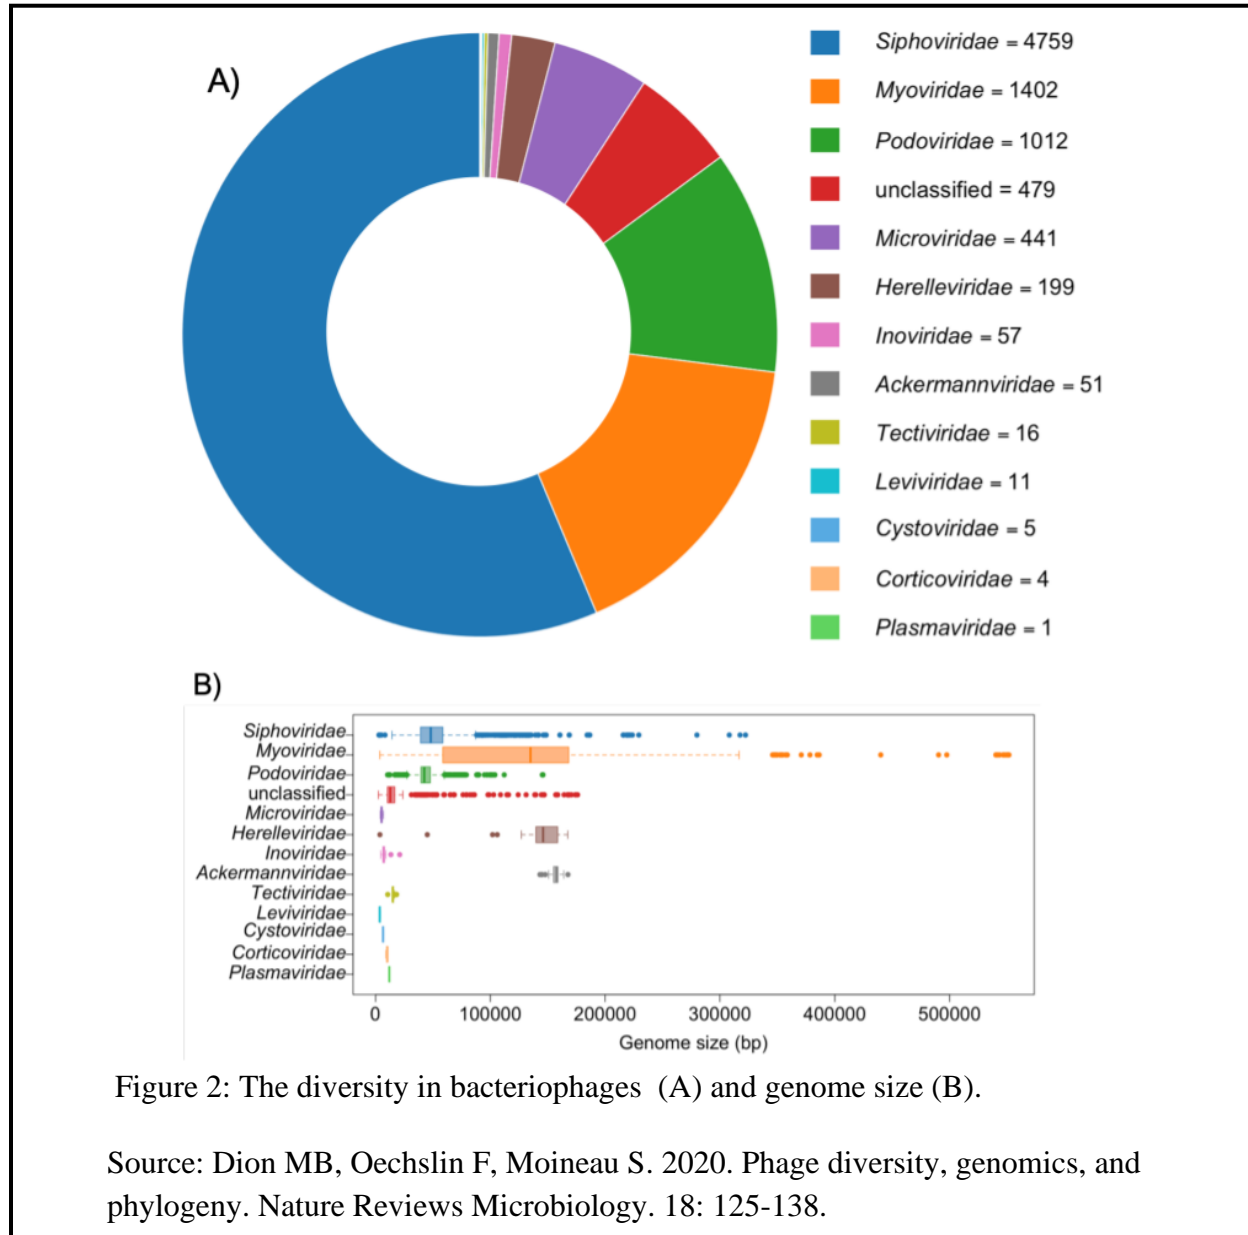 A)
Siphoviridae = 4759
Myoviridae = 1402
Podoviridae = 1012
unclassified = 479
Microviridae = 441
Herelleviridae = 199
Inoviridae = 57
Ackermannviridae = 51
Tectiviridae = 16
Leviviridae = 11
Cystoviridae = 5
Corticoviridae = 4
Plasmaviridae = 1
B)
Siphoviridae
Myoviridae
Podoviridae
unclassified
Microviridae
Herelleviridae
Inoviridae
Ackermannviridae
Tectiviridae
Leviviridae
Cystoviridae
Corticoviridae
Plasmaviridae
0 100000 200000 300000 400000 500000
Genome size (bp)
Figure 2: The diversity in bacteriophages (A) and genome size (B).
Source: Dion MB, Oechslin F, Moineau S. 2020. Phage diversity, genomics, and
phylogeny. Nature Reviews Microbiology. 18: 125-138.